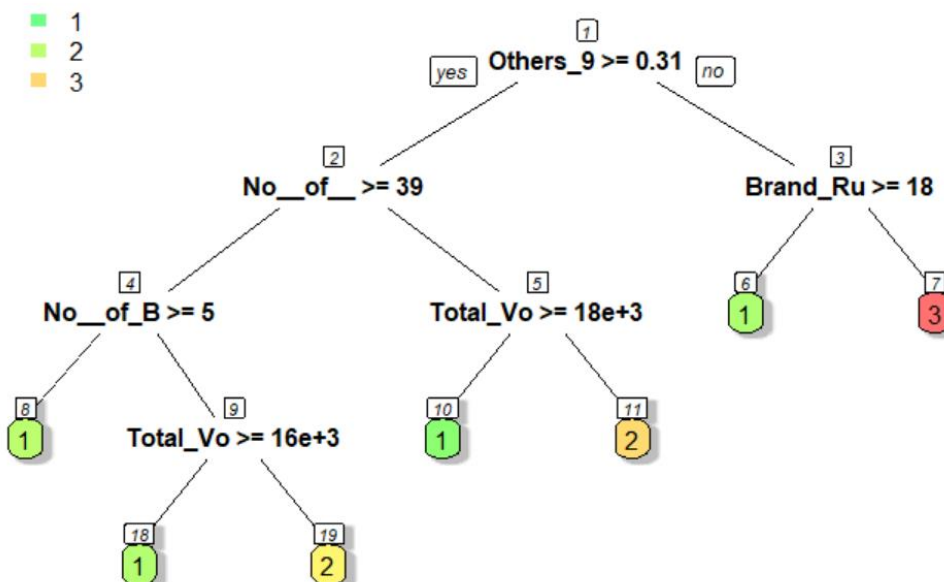 1
2
3
1
Others_9 >= 0.31
yes
no
2
No__of__ >= 39
3
Brand_Ru >= 18
4
No__of_B >= 5
5
Total_Vo >= 18e+3
6
1
7
3
8
1
9
Total_Vo >= 16e+3
10
1
11
2
18
1
19
2